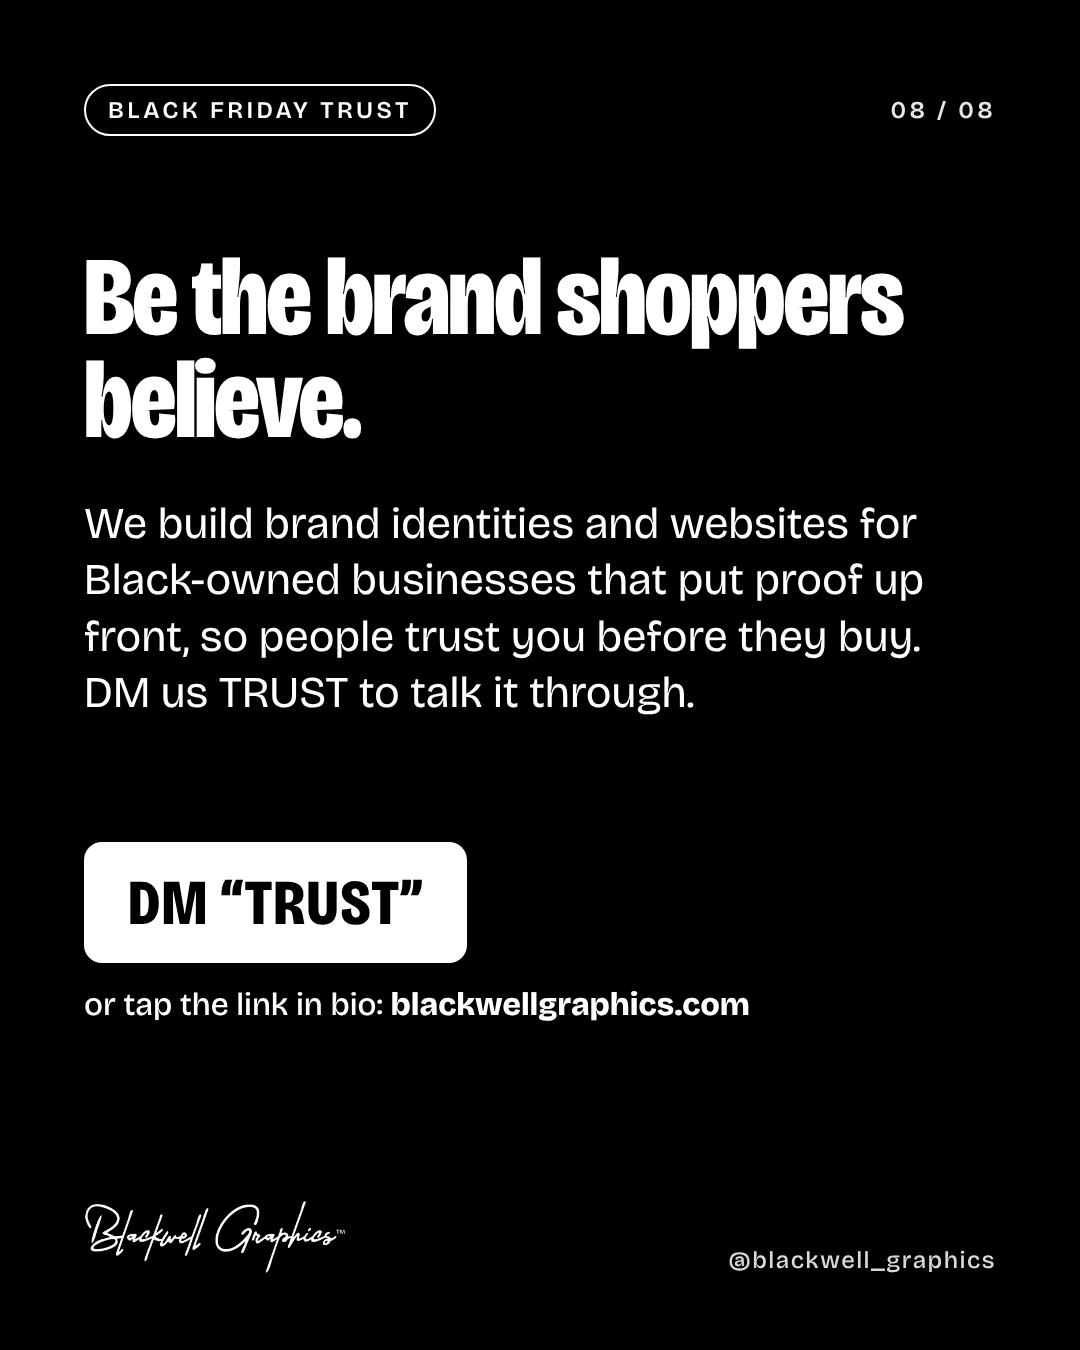 BLACK FRIDAY TRUST
08 / 08
Be the brand shoppers
believe.
We build brand identities and websites for
Black-owned businesses that put proof up
front, so people trust you before they buy.
DM us TRUST to talk it through.
DM “TRUST”
or tap the link in bio: blackwellgraphics.com
Blackwell Graphics™
@blackwell_graphics